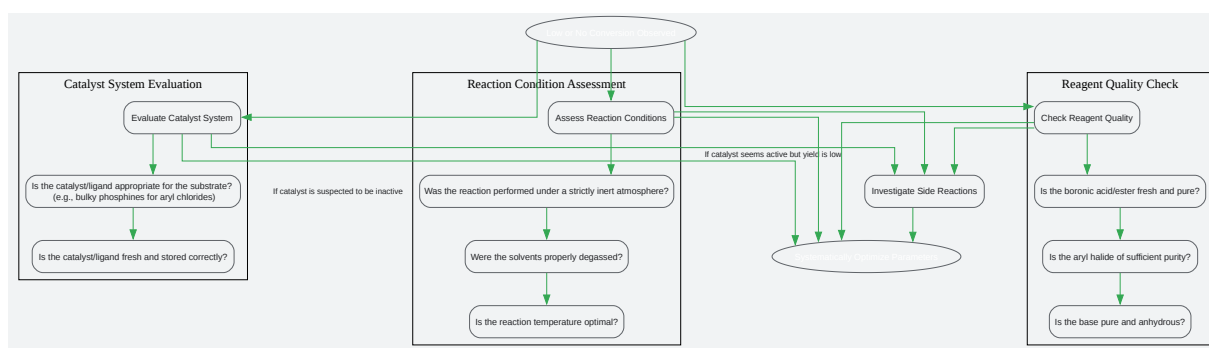 Catalyst System Evaluation
Reaction Condition Assessment
Reagent Quality Check
Evaluate Catalyst System
Assess Reaction Conditions
Check Reagent Quality
If catalyst seems active but yield is low
Is the catalyst/ligand appropriate for the substrate?
(e.g., bulky phosphines for aryl chlorides)
If catalyst is suspected to be inactive
Was the reaction performed under a strictly inert atmosphere?
Investigate Side Reactions
Is the boronic acid/ester fresh and pure?
Is the catalyst/ligand fresh and stored correctly?
Were the solvents properly degassed?
Is the aryl halide of sufficient purity?
Is the reaction temperature optimal?
Is the base pure and anhydrous?